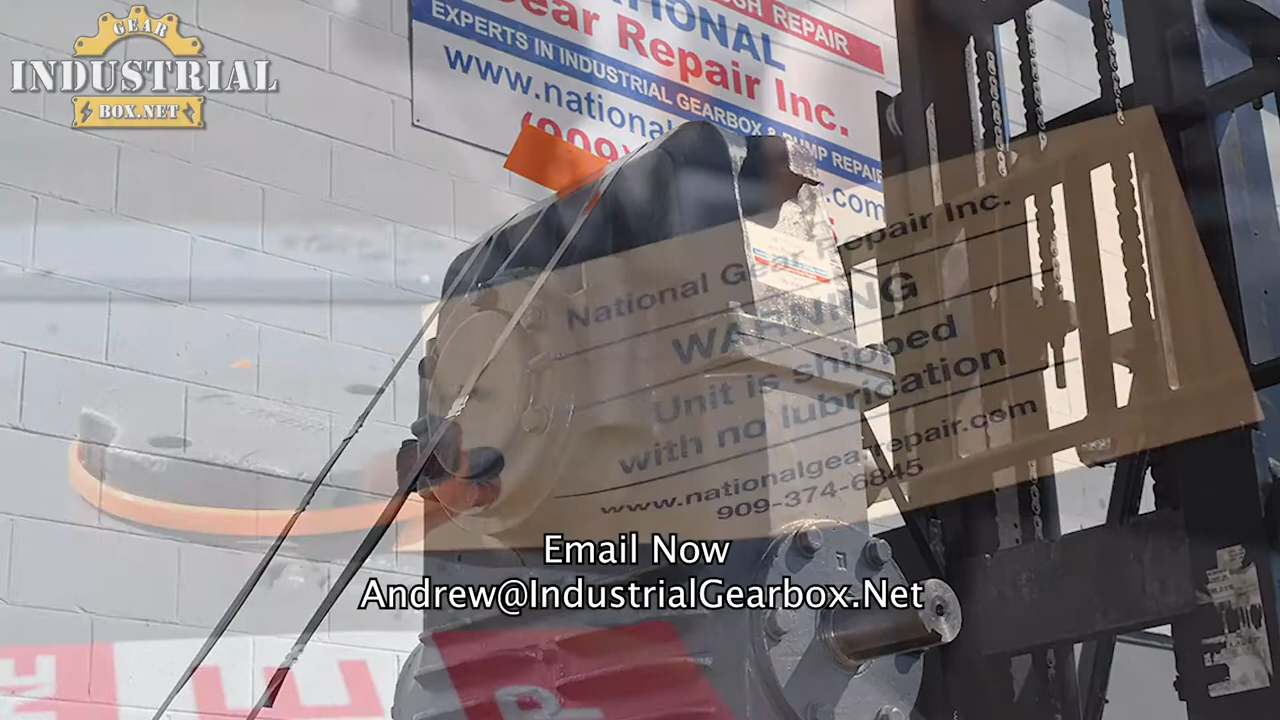 GEAR
INDUSTRIAL
BOX.NET
REPAIR
NATIONAL
Gear Repair Inc.
EXPERTS IN INDUSTRIAL GEARBOX & PUMP REPAIR
www.national
.com
(909)
National Gear Repair Inc.
WARNING
Unit is shipped
with no lubrication
www.nationalgearrepair.com
909-374-6845
Email Now
Andrew@IndustrialGearbox.Net